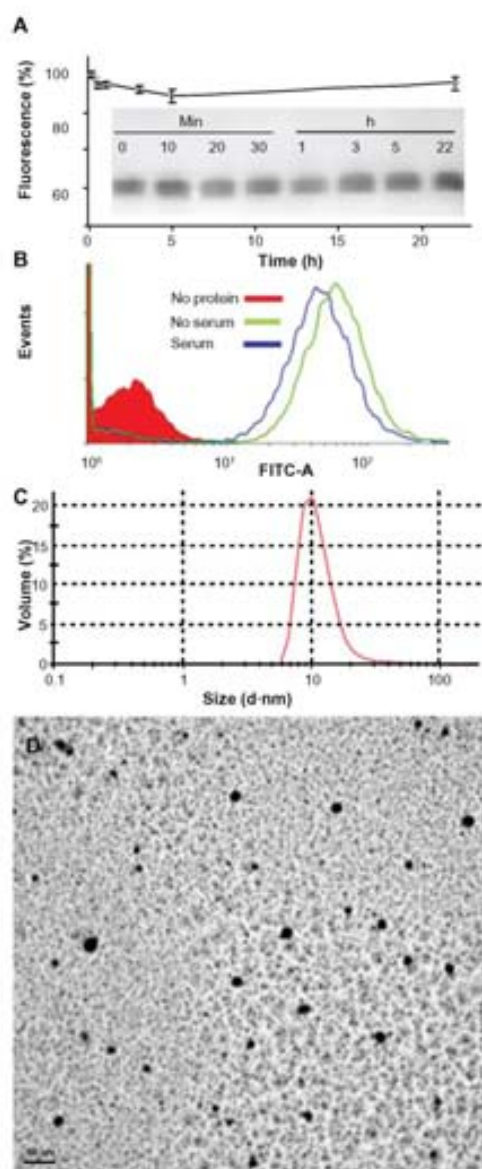 A
Fluorescence (%)
100
80
60
Min
h
0 10 20 30 1 3 5 22
0 5 10 15 20
Time (h)
B
Events
No protein
No serum
Serum
FITC-A
C
Volume (%)
20
15
10
5
0
0.1 1 10 100
Size (d·nm)
D